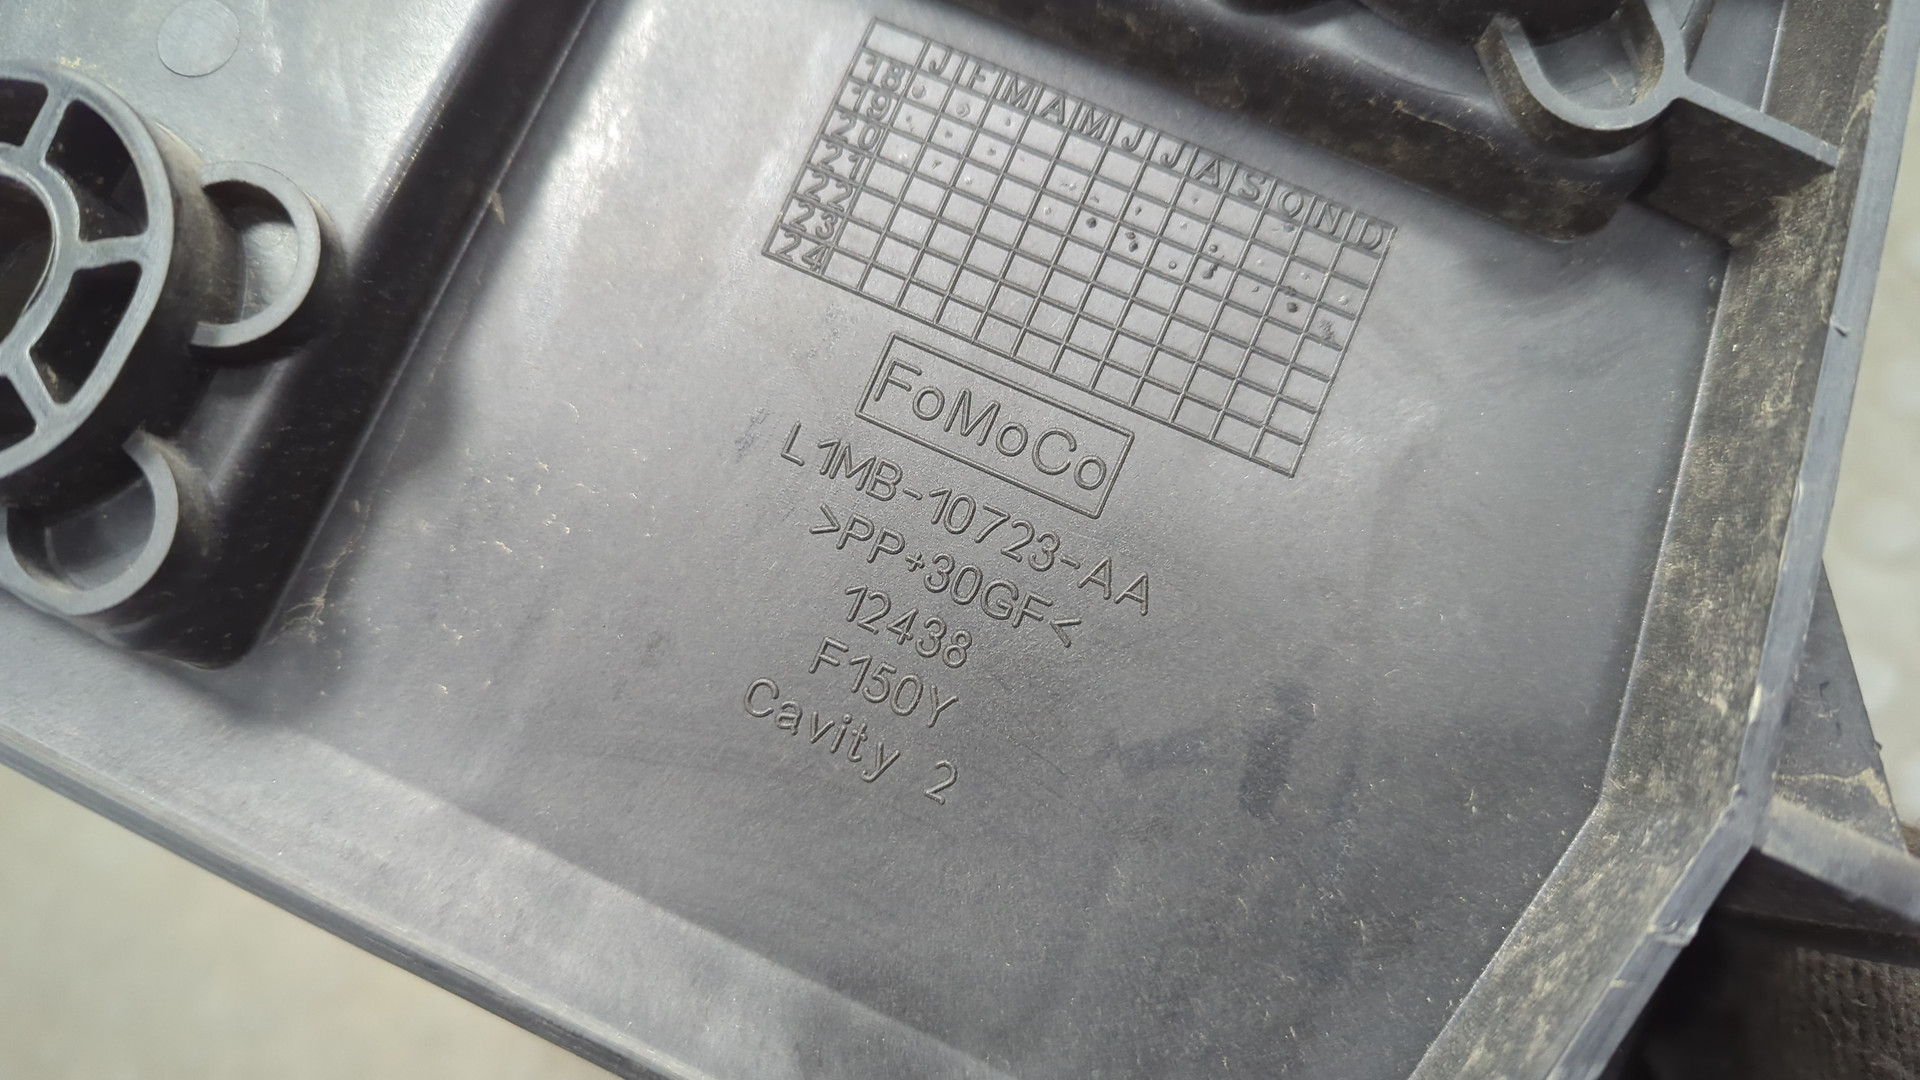 J F M A M J J A S O N D
18
19
20
21
22
23
24
FoMoCo
L1MB-10723-AA
>PP+30GF<
12438
F150Y
Cavity 2